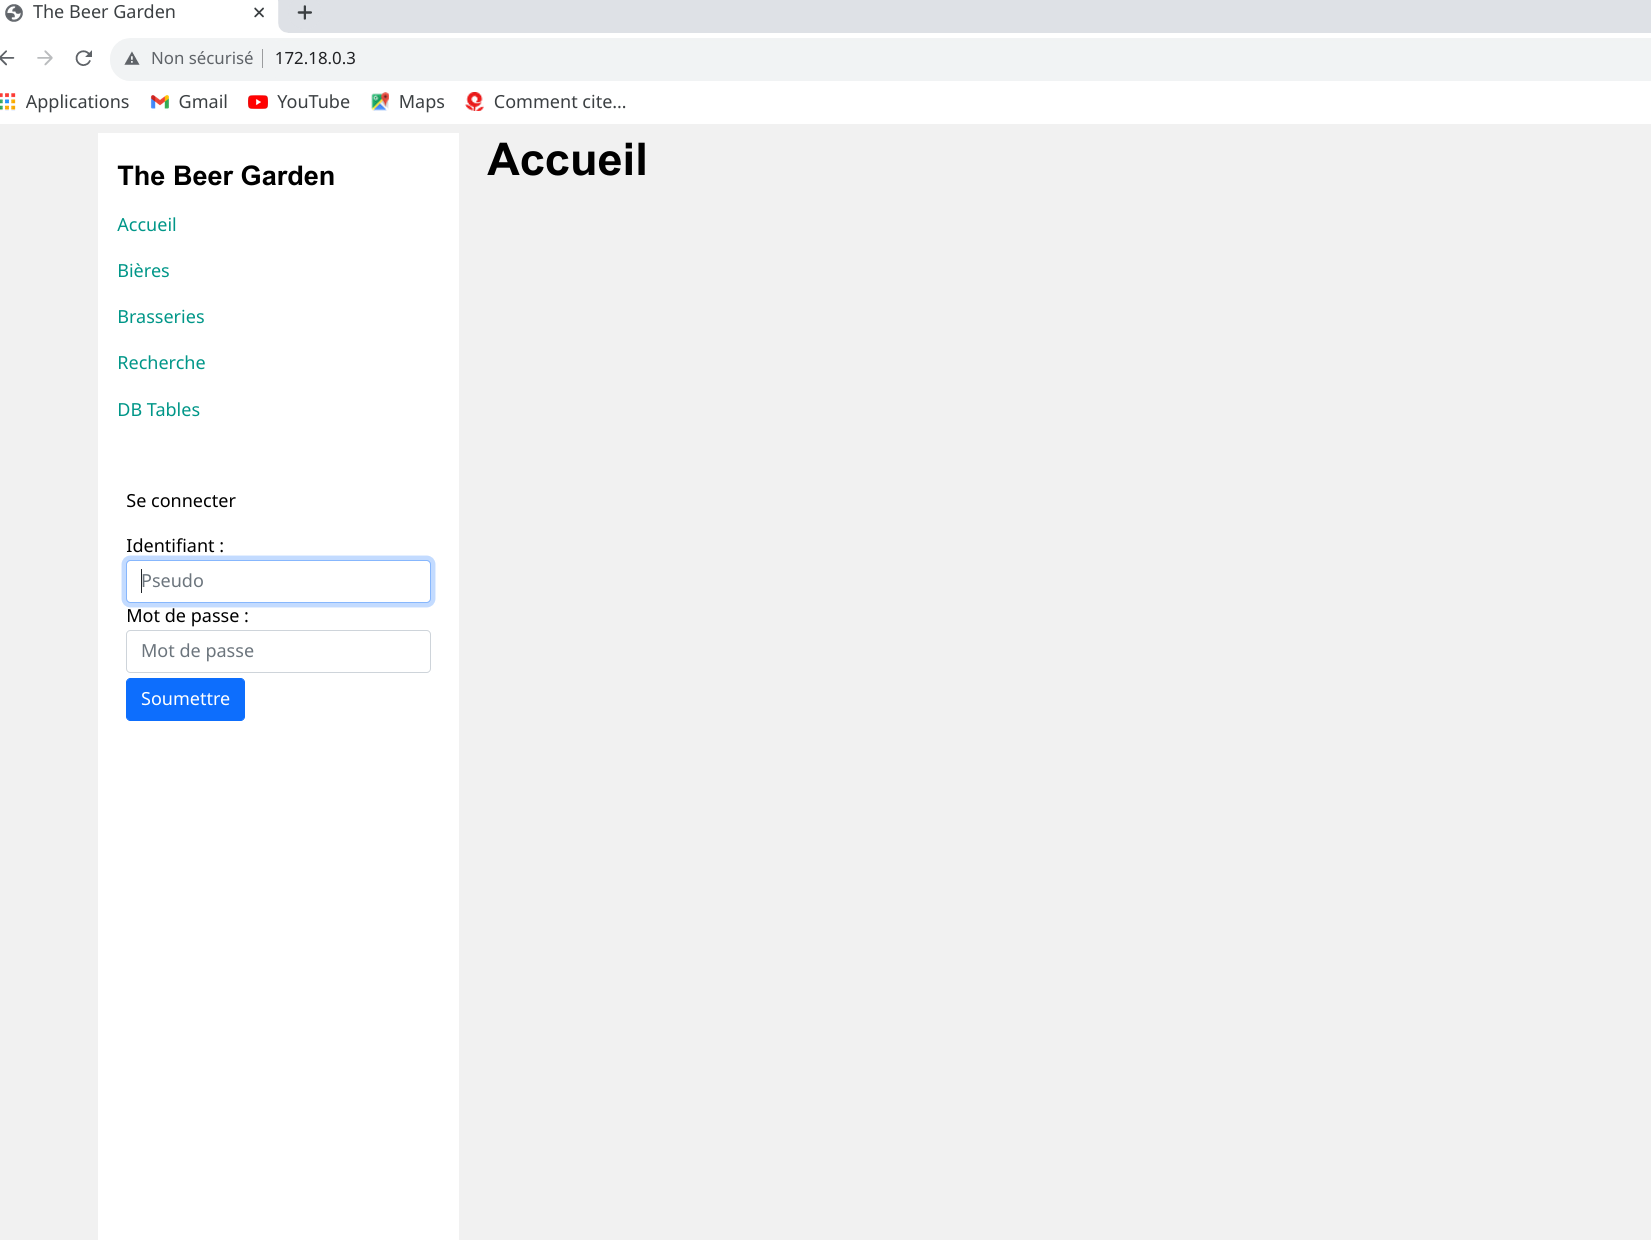 The Beer Garden
Non sécurisé 172.18.0.3
Applications Gmail YouTube Maps Comment cite...
The Beer Garden
Accueil
Bières
Brasseries
Recherche
DB Tables
Se connecter
Identifiant :
Pseudo
Mot de passe :
Mot de passe
Soumettre
Accueil